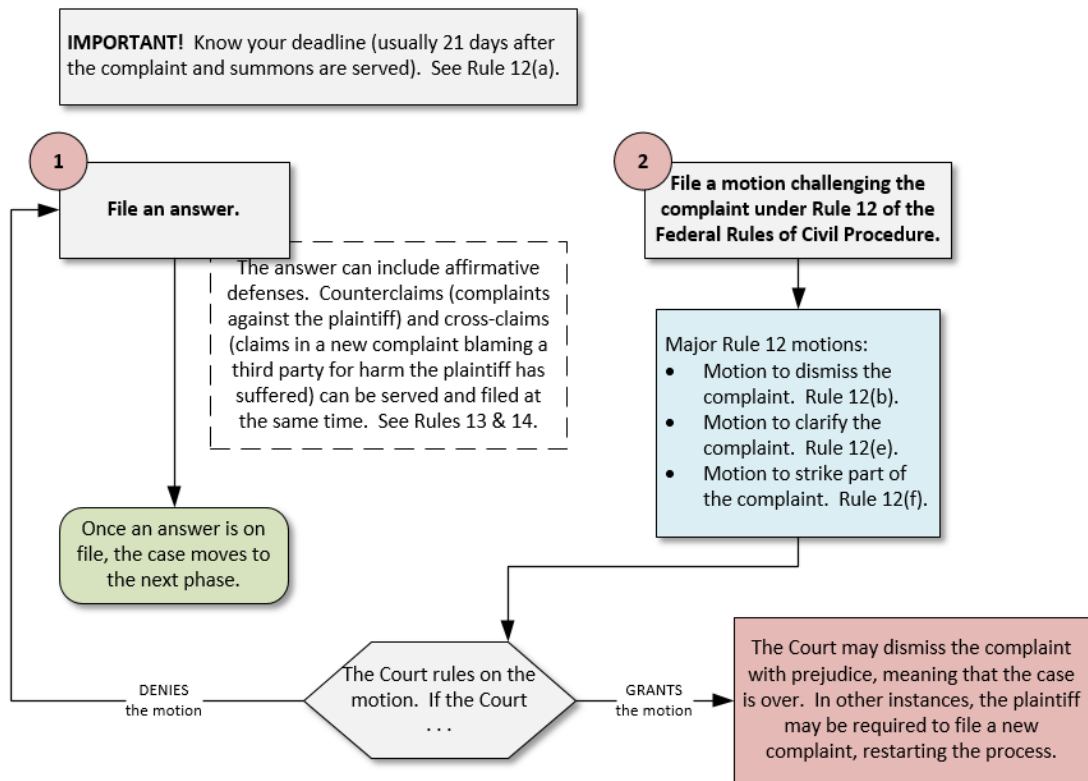 IMPORTANT!  Know your deadline (usually 21 days after
the complaint and summons are served).  See Rule 12(a).
1
File an answer.
The answer can include affirmative
defenses.  Counterclaims (complaints
against the plaintiff) and cross-claims
(claims in a new complaint blaming a
third party for harm the plaintiff has
suffered) can be served and filed at
the same time.  See Rules 13 & 14.
Once an answer is on
file, the case moves to
the next phase.
2
File a motion challenging the
complaint under Rule 12 of the
Federal Rules of Civil Procedure.
Major Rule 12 motions:
• Motion to dismiss the
complaint.  Rule 12(b).
• Motion to clarify the
complaint.  Rule 12(e).
• Motion to strike part of
the complaint.  Rule 12(f).
The Court rules on the
motion.  If the Court
. . .
DENIES
the motion
GRANTS
the motion
The Court may dismiss the complaint
with prejudice, meaning that the case
is over.  In other instances, the plaintiff
may be required to file a new
complaint, restarting the process.